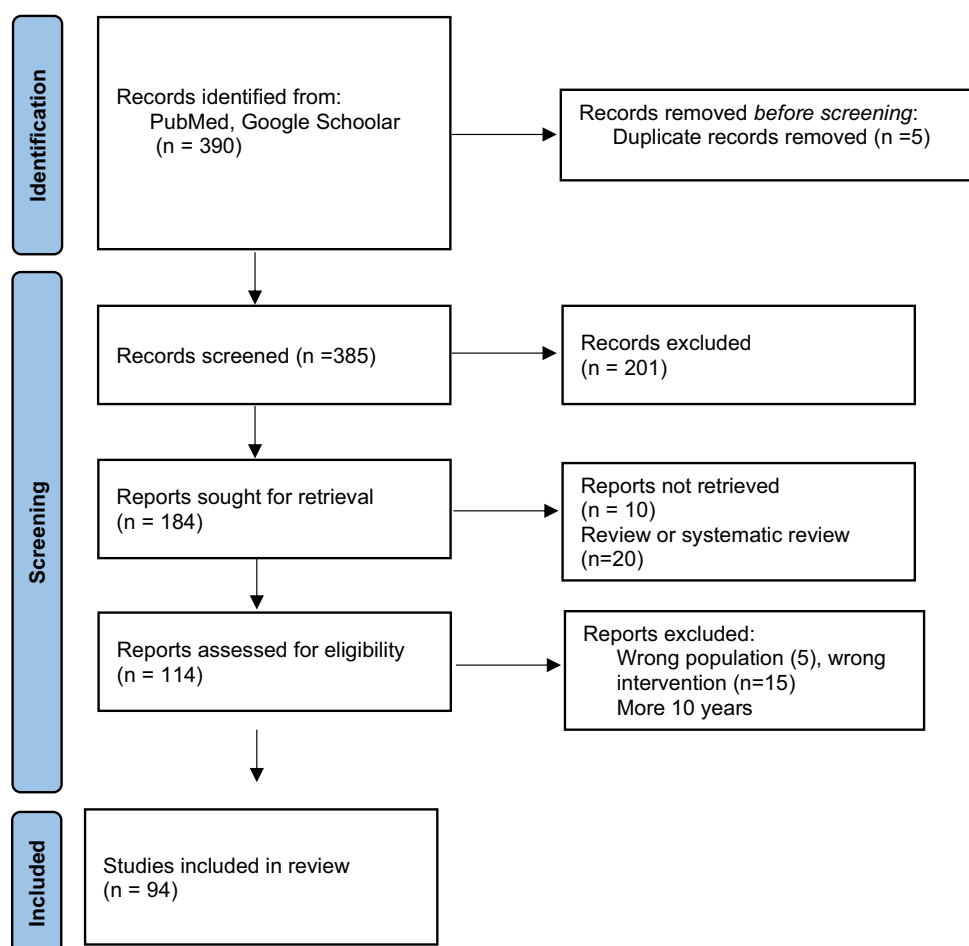 Identification
Records identified from:
PubMed, Google Schoolar
(n = 390)
Records removed before screening:
Duplicate records removed (n =5)
Screening
Records screened (n =385)
Records excluded
(n = 201)
Reports sought for retrieval
(n = 184)
Reports not retrieved
(n = 10)
Review or systematic review
(n=20)
Reports assessed for eligibility
(n = 114)
Reports excluded:
Wrong population (5), wrong
intervention (n=15)
More 10 years
Included
Studies included in review
(n = 94)